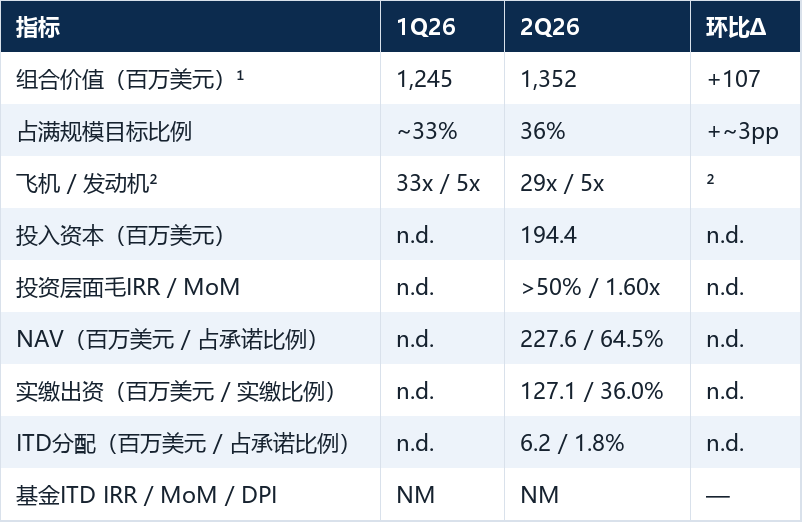 指标 1Q26 2Q26 环比Δ
组合价值（百万美元）¹ 1,245 1,352 +107
占满规模目标比例 ~33% 36% +~3pp
飞机 / 发动机² 33x / 5x 29x / 5x ²
投入资本（百万美元） n.d. 194.4 n.d.
投资层面毛IRR / MoM n.d. >50% / 1.60x n.d.
NAV（百万美元 / 占承诺比例） n.d. 227.6 / 64.5% n.d.
实缴出资（百万美元 / 实缴比例） n.d. 127.1 / 36.0% n.d.
ITD分配（百万美元 / 占承诺比例） n.d. 6.2 / 1.8% n.d.
基金ITD IRR / MoM / DPI NM NM —